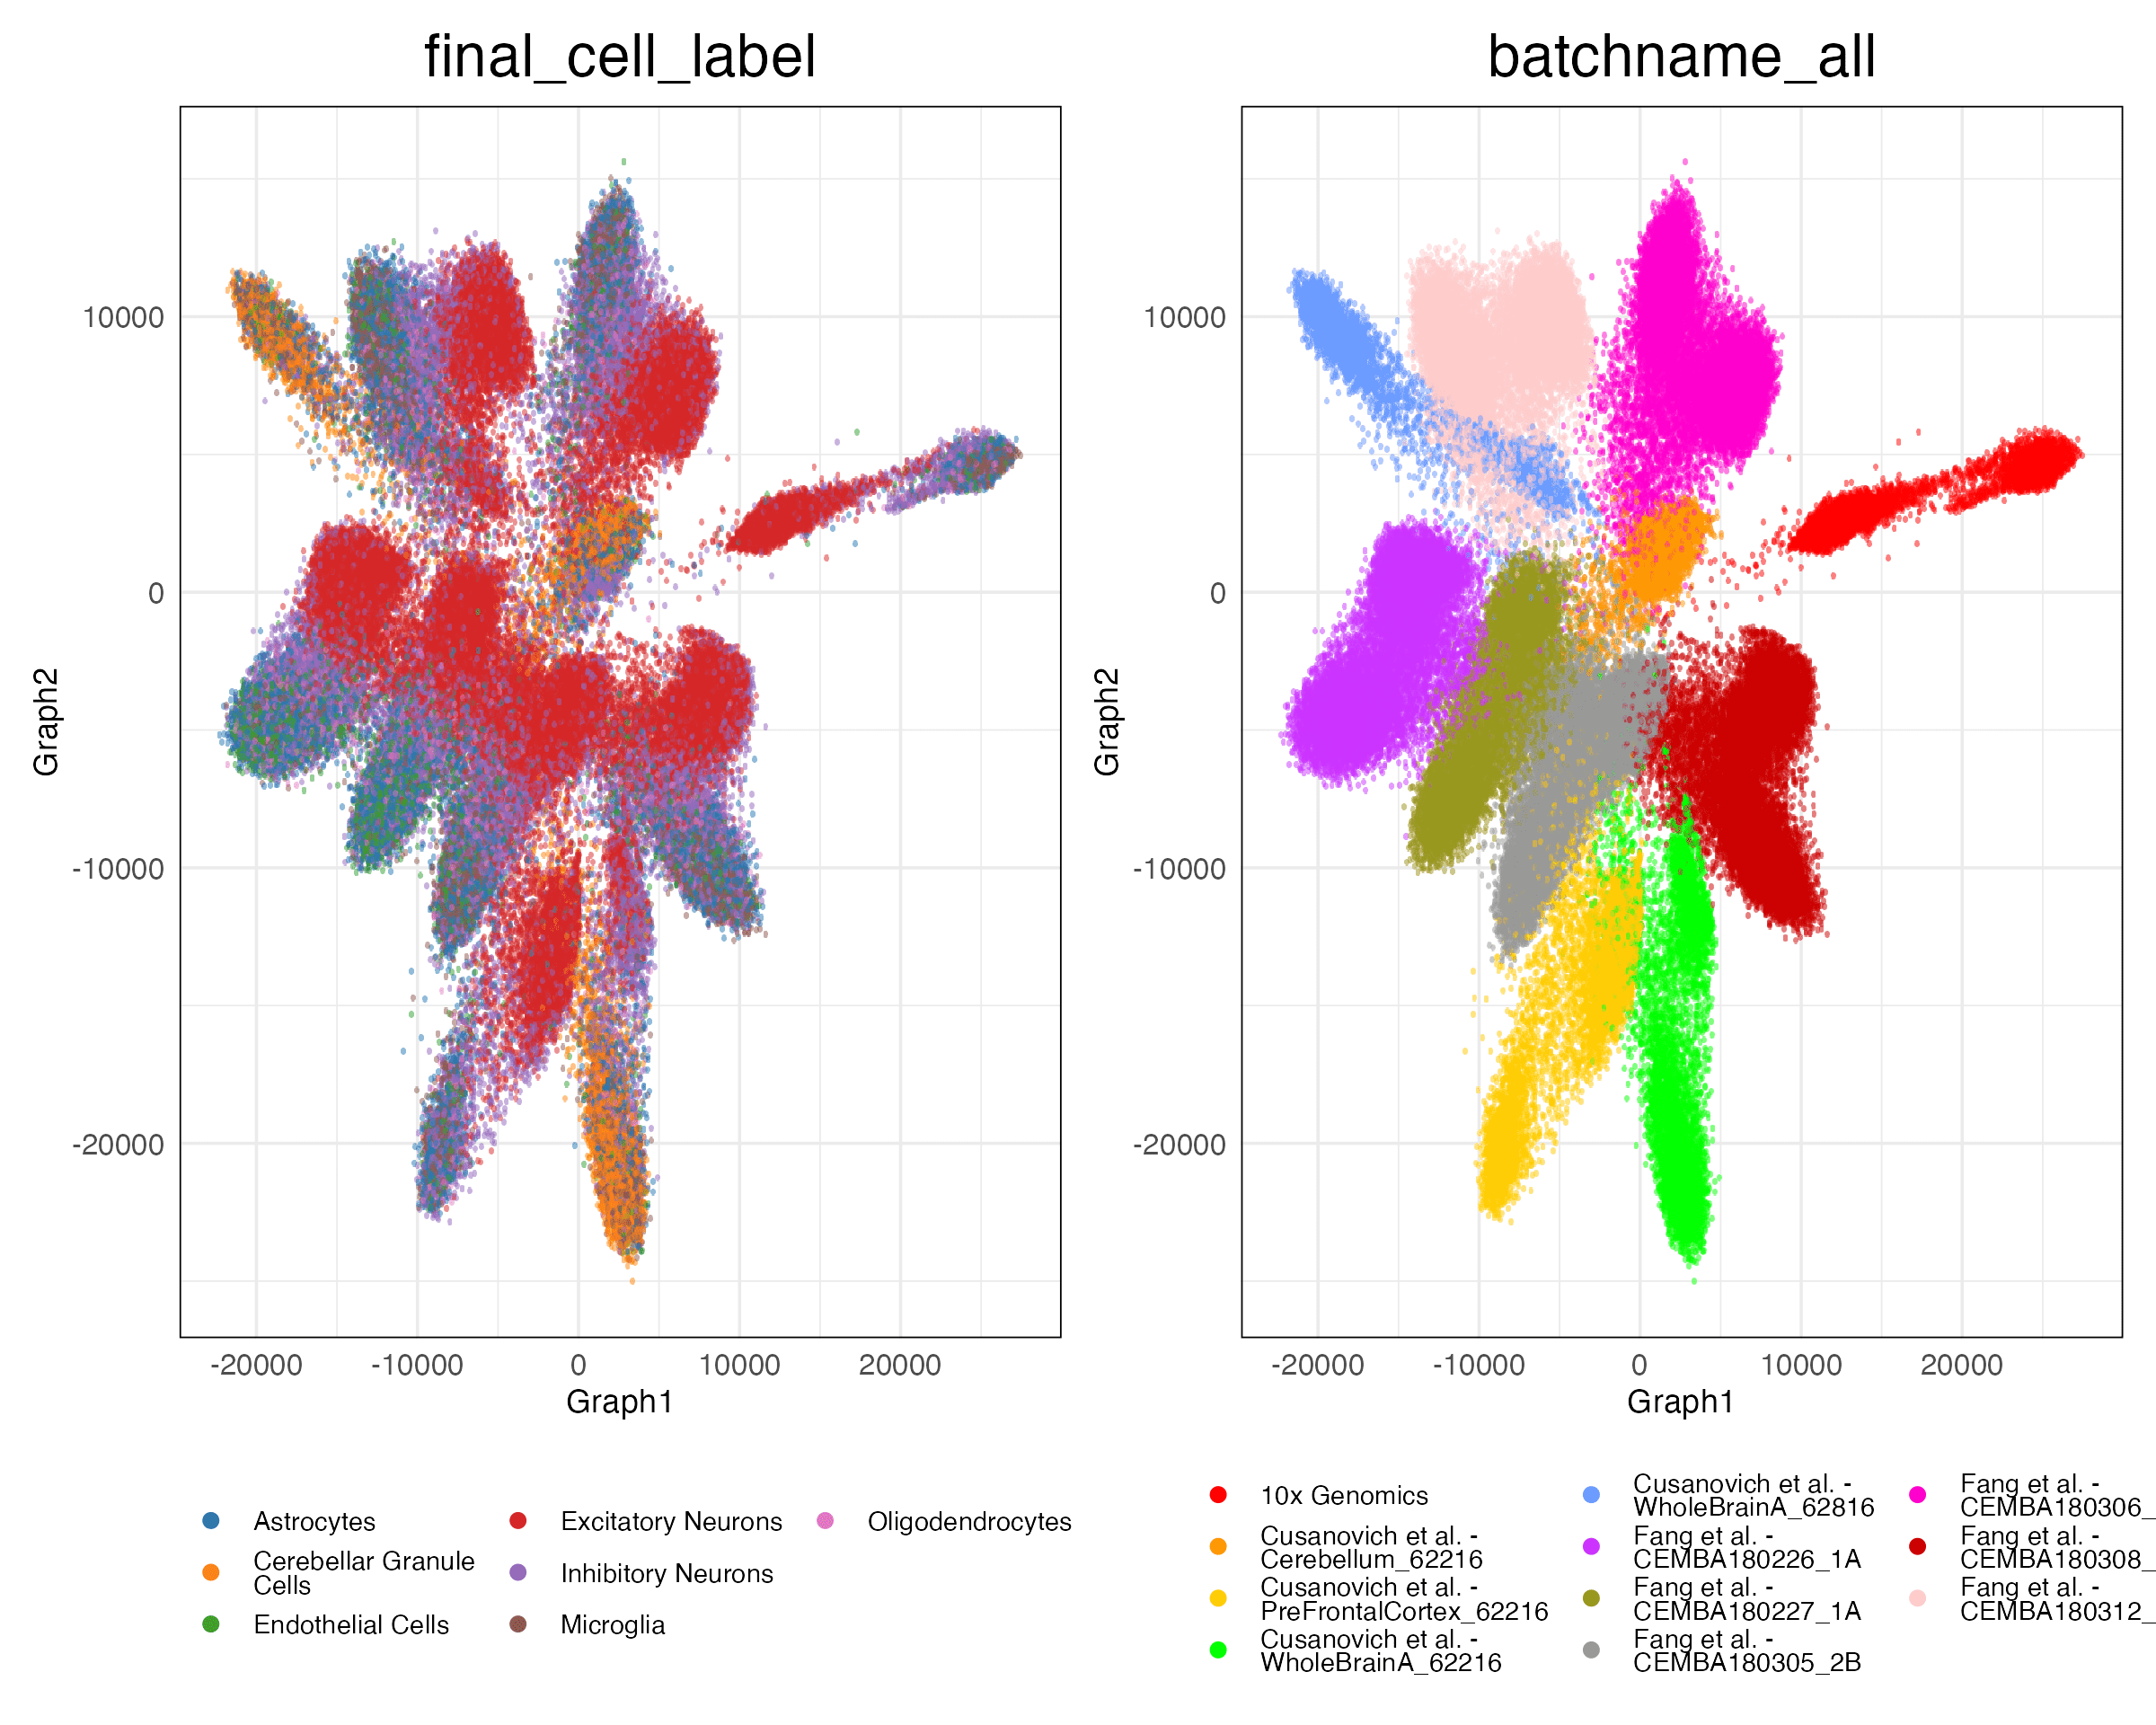 final_cell_label
batchname_all
Graph2
10000
0
-10000
-20000
-20000
-10000
0
10000
20000
Graph1
Graph2
10000
0
-10000
-20000
-20000
-10000
0
10000
20000
Graph1
Astrocytes
Cerebellar Granule
Cells
Endothelial Cells
Excitatory Neurons
Inhibitory Neurons
Microglia
Oligodendrocytes
10x Genomics
Cusanovich et al. -
Cerebellum_62216
Cusanovich et al. -
PreFrontalCortex_62216
Cusanovich et al. -
WholeBrainA_62216
Cusanovich et al. -
WholeBrainA_62816
Fang et al. -
CEMBA180226_1A
Fang et al. -
CEMBA180227_1A
Fang et al. -
CEMBA180305_2B
Fang et al. -
CEMBA180306_
Fang et al. -
CEMBA180308_
Fang et al. -
CEMBA180312_